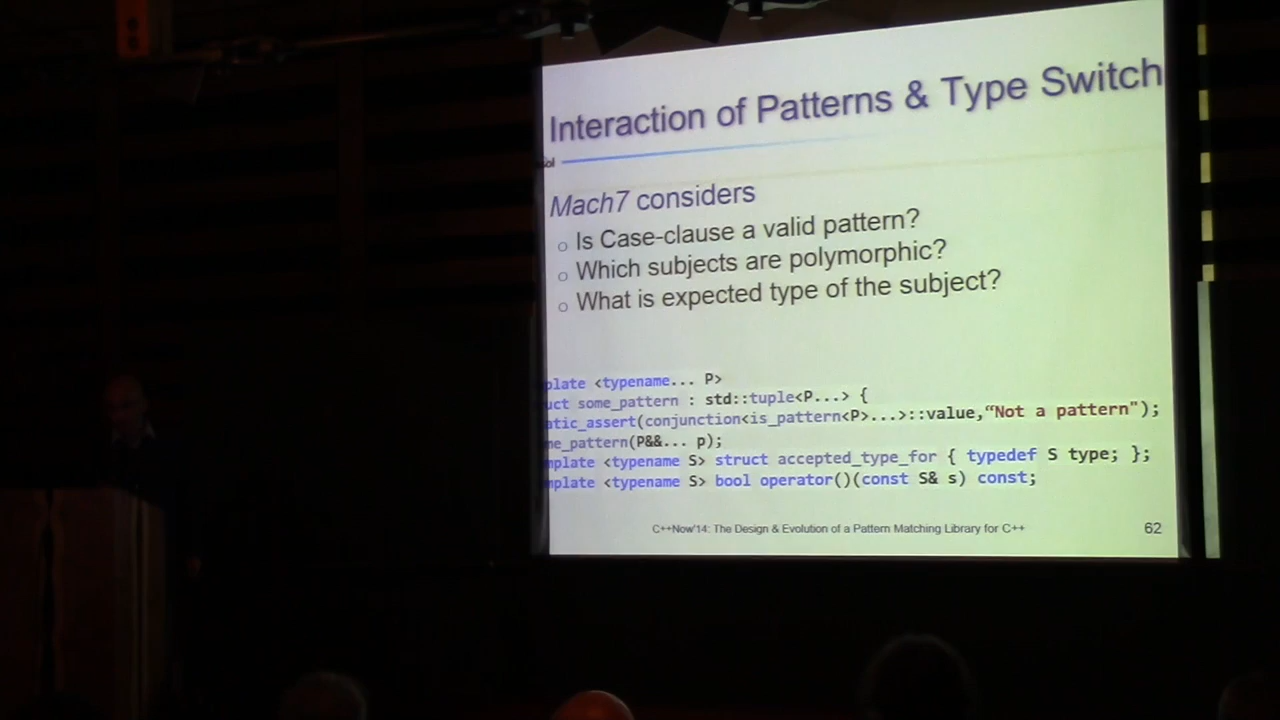 Interaction of Patterns & Type Switch
ol
Mach7 considers
o Is Case-clause a valid pattern?
o Which subjects are polymorphic?
o What is expected type of the subject?
plate <typename... P>
uct some_pattern : std::tuple<P...> {
atic_assert(conjunction<is_pattern<P>...>::value,“Not a pattern");
me_pattern(P&&... p);
mplate <typename S> struct accepted_type_for { typedef S type; };
mplate <typename S> bool operator()(const S& s) const;
C++Now'14: The Design & Evolution of a Pattern Matching Library for C++
62